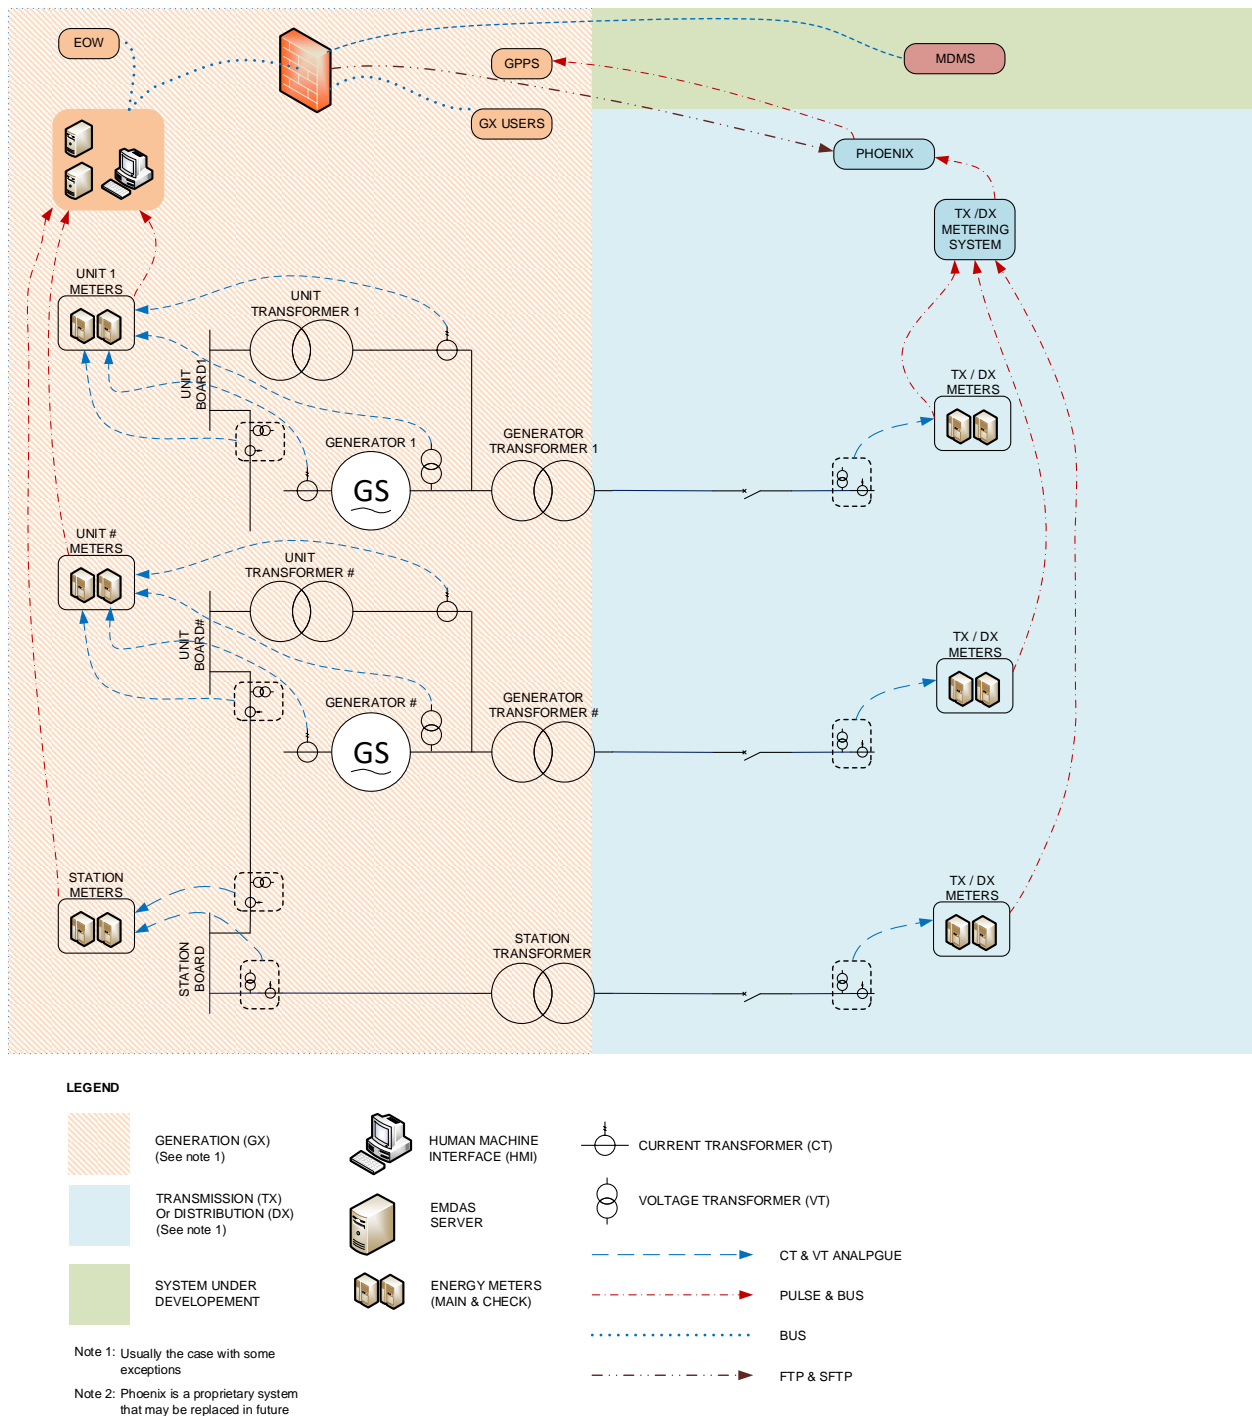 EOW
GPPS
MDMS
GX USERS
PHOENIX
TX /DX
METERING
SYSTEM
UNIT 1
METERS
UNIT
TRANSFORMER 1
UNIT
BOARD1
TX / DX
METERS
GENERATOR 1
GS
GENERATOR
TRANSFORMER 1
UNIT #
METERS
UNIT
TRANSFORMER #
UNIT
BOARD#
TX / DX
METERS
GENERATOR #
GS
GENERATOR
TRANSFORMER #
STATION
METERS
TX / DX
METERS
STATION
BOARD
STATION
TRANSFORMER
LEGEND
GENERATION (GX)
(See note 1)
HUMAN MACHINE
INTERFACE (HMI)
CURRENT TRANSFORMER (CT)
TRANSMISSION (TX)
Or DISTRIBUTION (DX)
(See note 1)
EMDAS
SERVER
VOLTAGE TRANSFORMER (VT)
CT & VT ANALPGUE
SYSTEM UNDER
DEVELOPEMENT
ENERGY METERS
(MAIN & CHECK)
PULSE & BUS
BUS
FTP & SFTP
Note 1: Usually the case with some
exceptions
Note 2: Phoenix is a proprietary system
that may be replaced in future